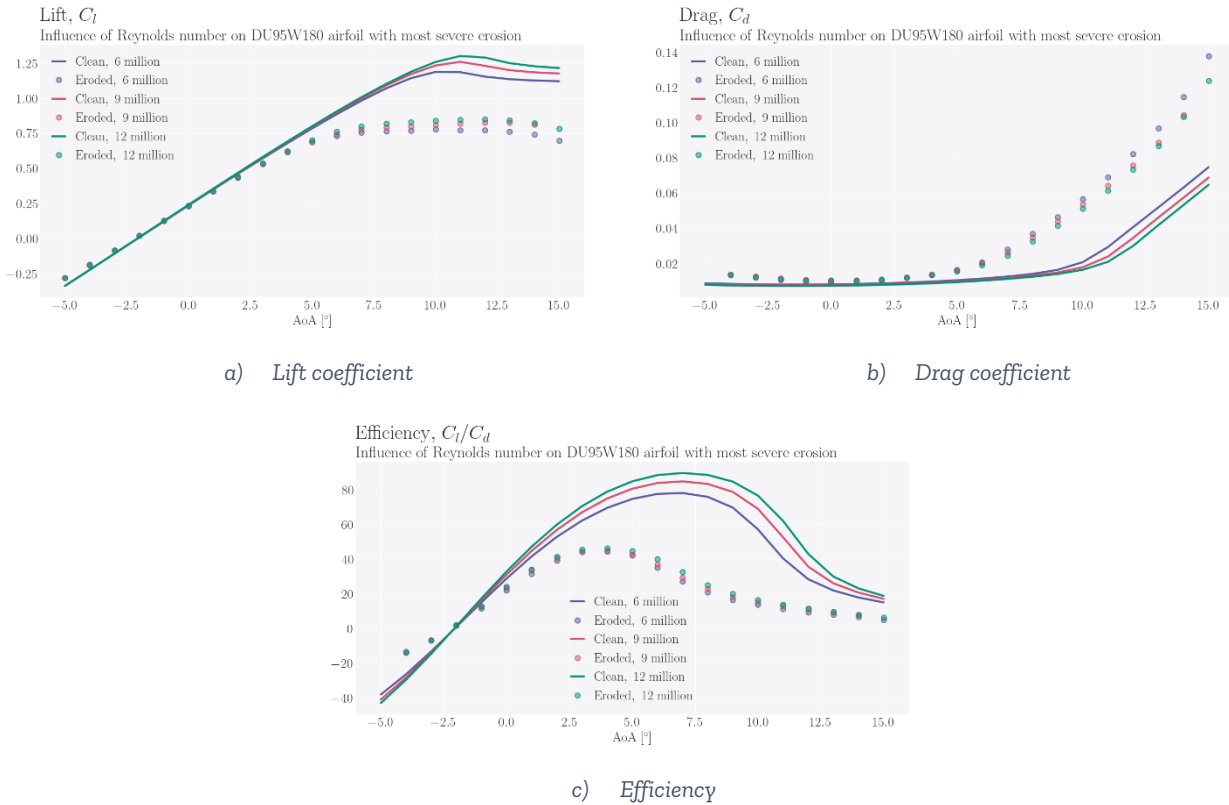 Lift, C_l
Influence of Reynolds number on DU95W180 airfoil with most severe erosion
Clean, 6 million
Eroded, 6 million
Clean, 9 million
Eroded, 9 million
Clean, 12 million
Eroded, 12 million
1.25
1.00
0.75
0.50
0.25
0.00
−0.25
−5.0 −2.5 0.0 2.5 5.0 7.5 10.0 12.5 15.0
AoA [°]
a) Lift coefficient
Drag, C_d
Influence of Reynolds number on DU95W180 airfoil with most severe erosion
Clean, 6 million
Eroded, 6 million
Clean, 9 million
Eroded, 9 million
Clean, 12 million
Eroded, 12 million
0.14
0.12
0.10
0.08
0.06
0.04
0.02
−5.0 −2.5 0.0 2.5 5.0 7.5 10.0 12.5 15.0
AoA [°]
b) Drag coefficient
Efficiency, C_l/C_d
Influence of Reynolds number on DU95W180 airfoil with most severe erosion
80
60
40
20
0
−20
−40
Clean, 6 million
Eroded, 6 million
Clean, 9 million
Eroded, 9 million
Clean, 12 million
Eroded, 12 million
−5.0 −2.5 0.0 2.5 5.0 7.5 10.0 12.5 15.0
AoA [°]
c) Efficiency